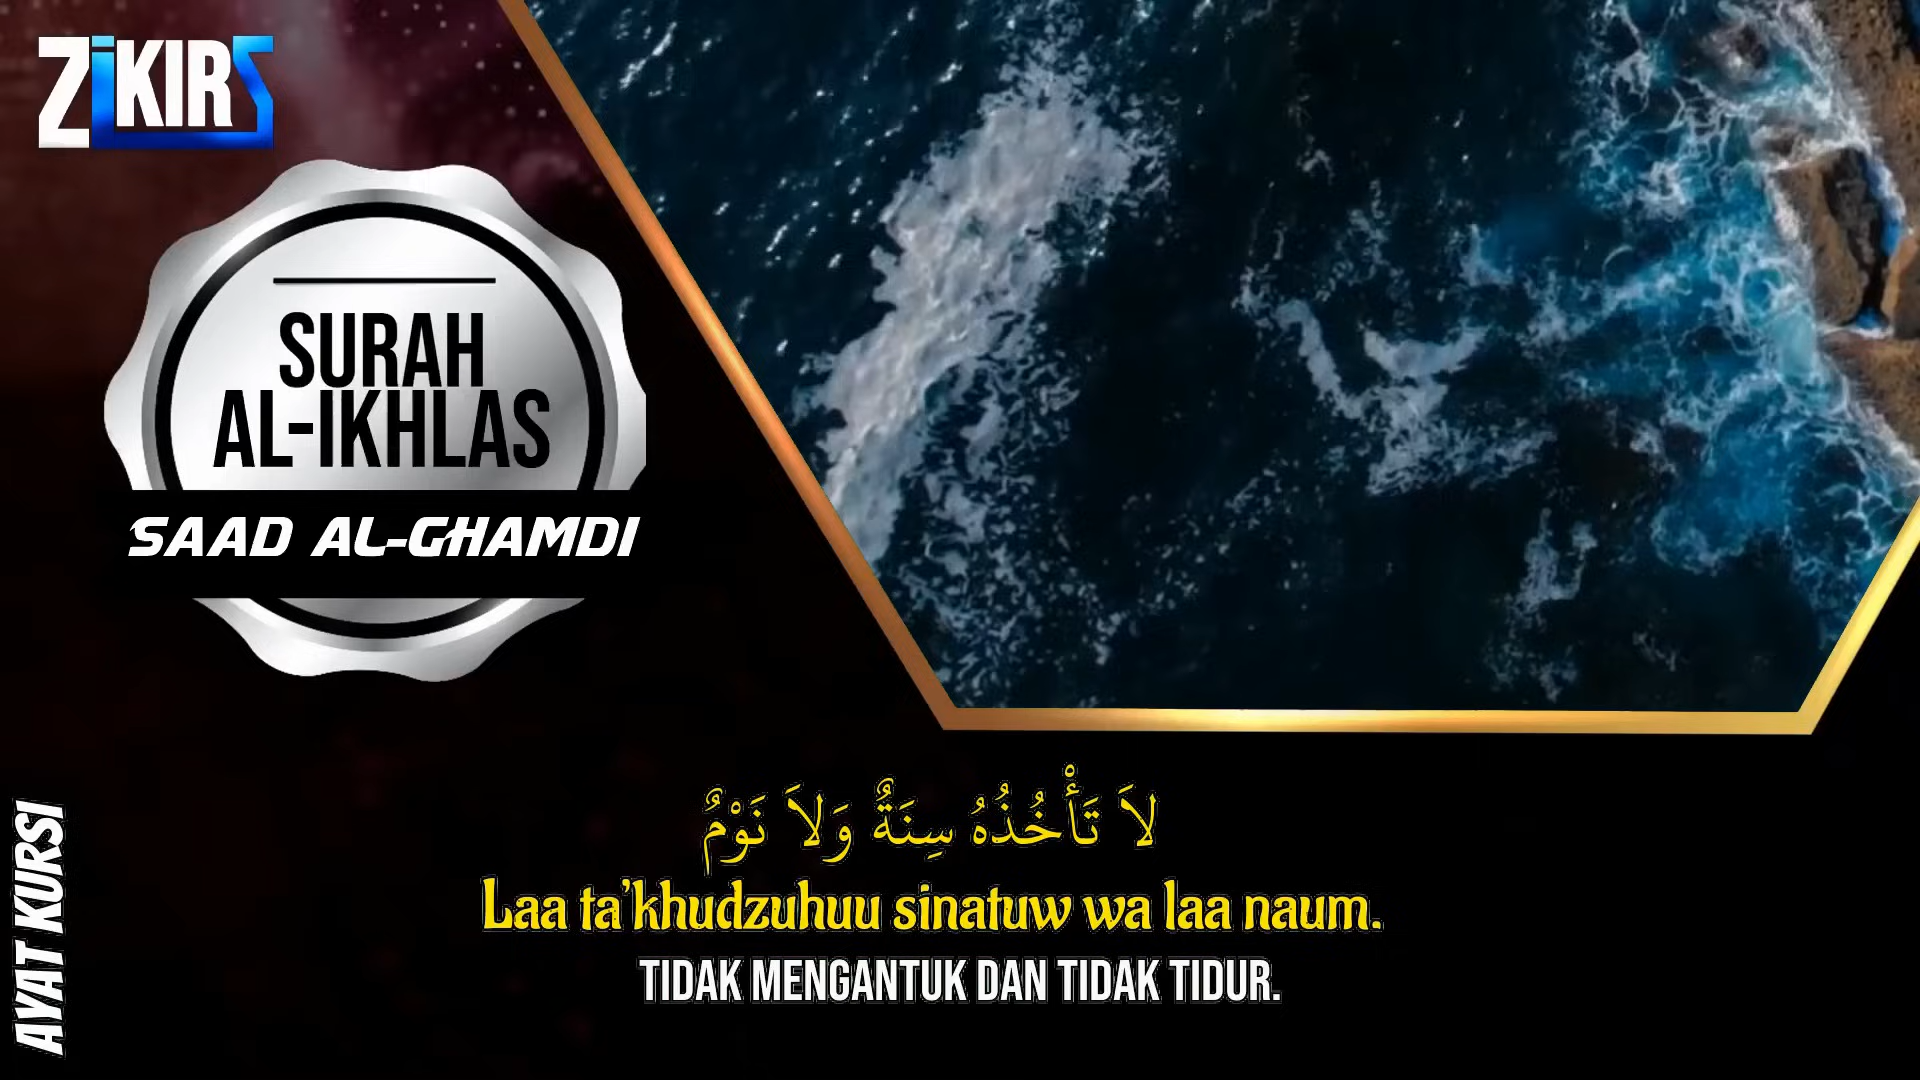 ZIKIRS
SURAH
AL-IKHLAS
SAAD AL-GHAMDI
لاَ تَأْخُذُهُ سِنَةٌ وَلاَ نَوْمٌ
Laa ta'khudzuhuu sinatuw wa laa naum.
TIDAK MENGANTUK DAN TIDAK TIDUR.
AYAT KURSI